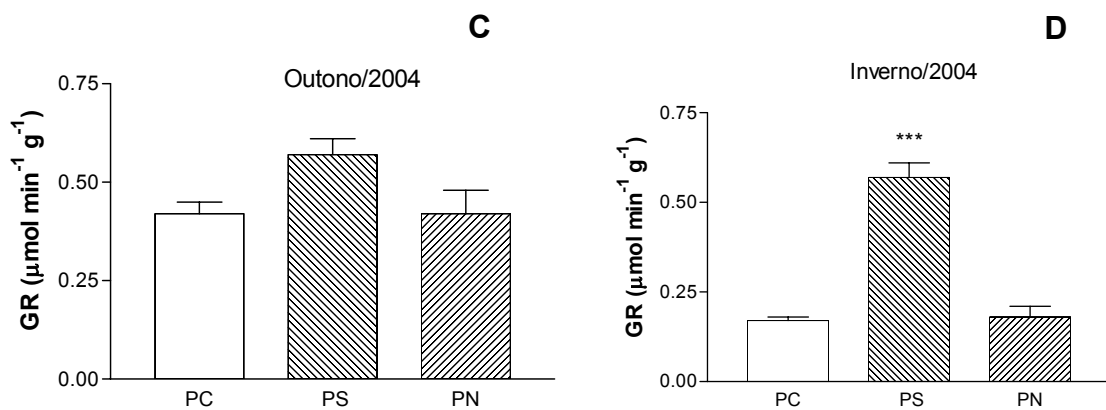 C
Outono/2004
0.75
0.50
0.25
0.00
GR (μmol min⁻¹ g⁻¹)
PC PS PN
D
Inverno/2004
0.75
0.50
0.25
0.00
GR (μmol min⁻¹ g⁻¹)
***
PC PS PN